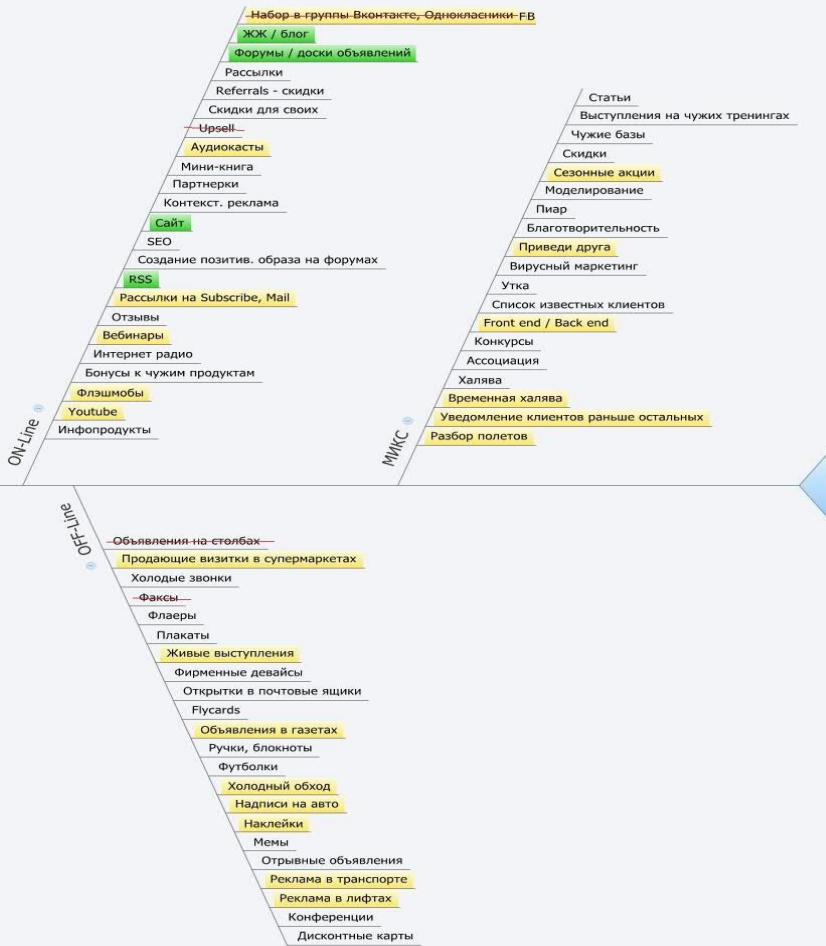 Набор в группы Вконтакте, Однокласники FB
ЖЖ / блог
Форумы / доски объявлений
Рассылки
Referrals - скидки
Скидки для своих
Upsell
Аудиокасты
Мини-книга
Партнерки
Контекст. реклама
Сайт
SEO
Создание позитив. образа на форумах
RSS
Рассылки на Subscribe, Mail
Отзывы
Вебинары
Интернет радио
Бонусы к чужим продуктам
Флэшмобы
Youtube
Инфопродукты
ON-Line
Статьи
Выступления на чужих тренингах
Чужие базы
Скидки
Сезонные акции
Моделирование
Пиар
Благотворительность
Приведи друга
Вирусный маркетинг
Утка
Список известных клиентов
Front end / Back end
Конкурсы
Ассоциация
Халява
Временная халява
Уведомление клиентов раньше остальных
Разбор полетов
МИКС
OFF-Line
Объявления на столбах
Продающие визитки в супермаркетах
Холодые звонки
Факсы
Флаеры
Плакаты
Живые выступления
Фирменные девайсы
Открытки в почтовые ящики
Flycards
Объявления в газетах
Ручки, блокноты
Футболки
Холодный обход
Надписи на авто
Наклейки
Мемы
Отрывные объявления
Реклама в транспорте
Реклама в лифтах
Конференции
Дисконтные карты